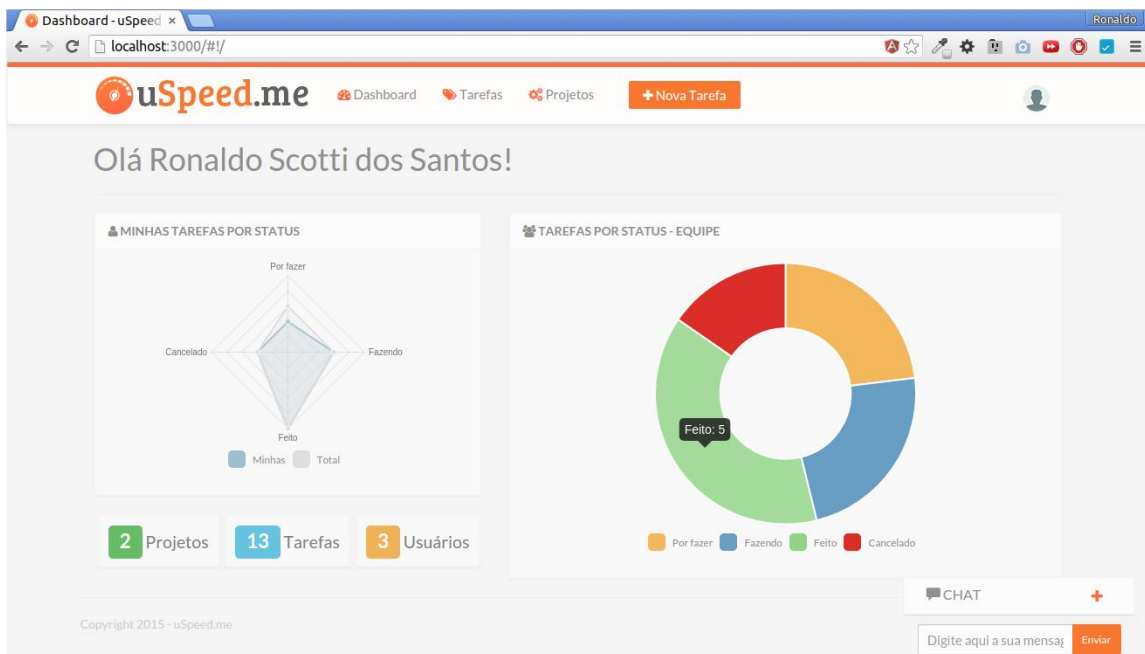 Dashboard - uSpeed
Ronaldo
localhost:3000/#!/
uSpeed.me Dashboard Tarefas Projetos Nova Tarefa
Olá Ronaldo Scotti dos Santos!
MINHAS TAREFAS POR STATUS
Por fazer
Cancelado Fazendo
Feito
Minhas Total
2 Projetos 13 Tarefas 3 Usuários
TAREFAS POR STATUS - EQUIPE
Feito: 5
Por fazer Fazendo Feito Cancelado
CHAT
Digite aqui a sua mensag Enviar
Copyright 2015 - uSpeed.me